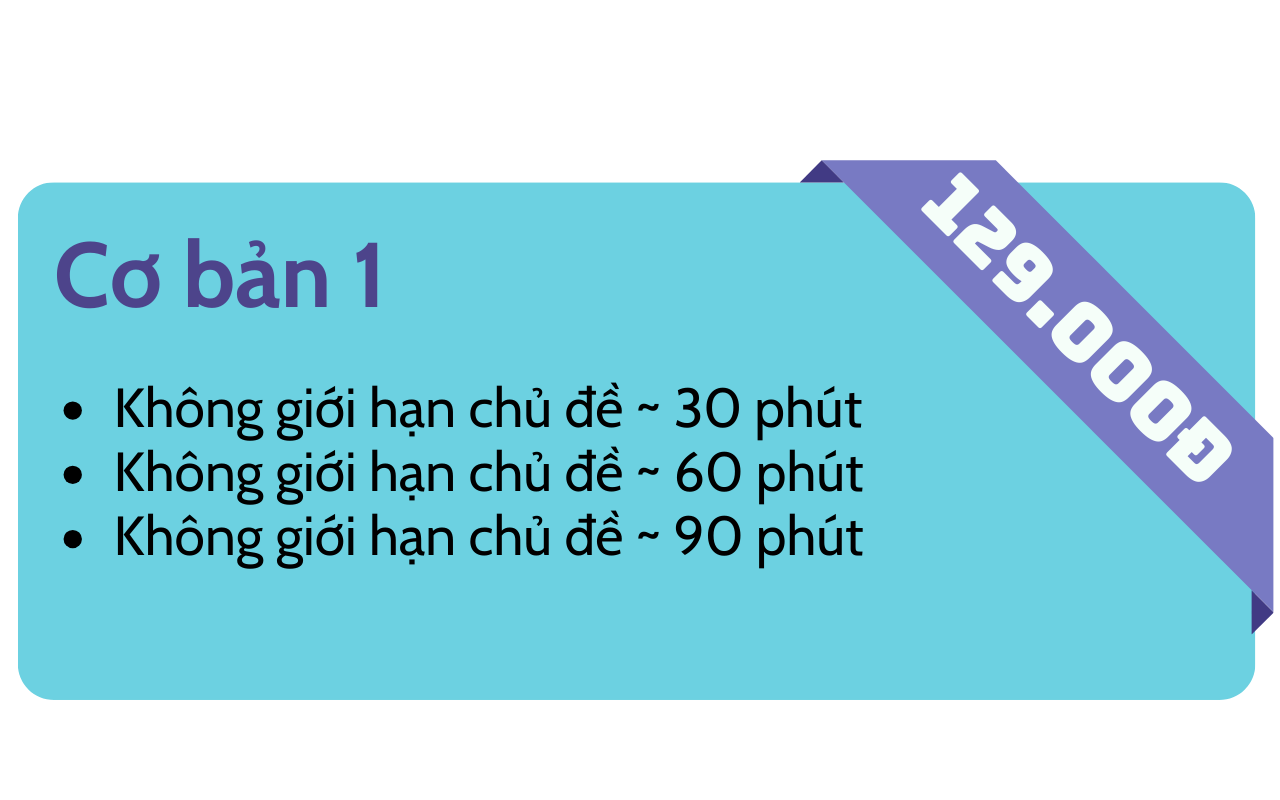 Cơ bản 1
129.000Đ
• Không giới hạn chủ đề ~ 30 phút
• Không giới hạn chủ đề ~ 60 phút
• Không giới hạn chủ đề ~ 90 phút